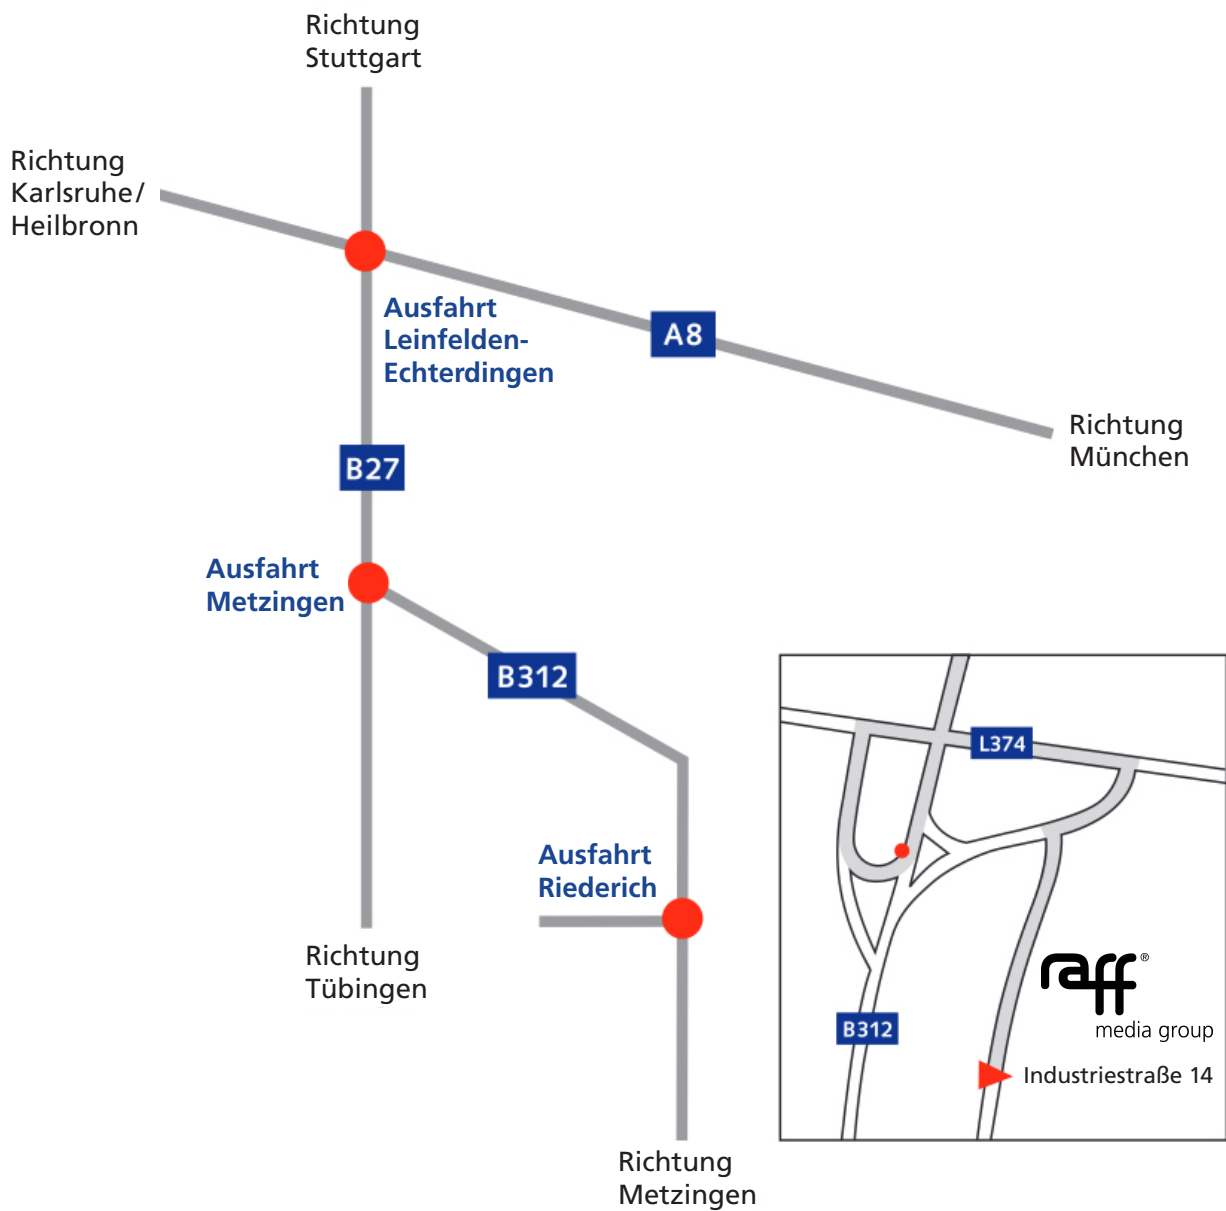 Richtung
Stuttgart
Richtung
Karlsruhe/
Heilbronn
Ausfahrt
Leinfelden-
Echterdingen
A8
Richtung
München
B27
Ausfahrt
Metzingen
B312
L374
Ausfahrt
Riederich
Richtung
Tübingen
raff®
media group
B312
Industriestraße 14
Richtung
Metzingen